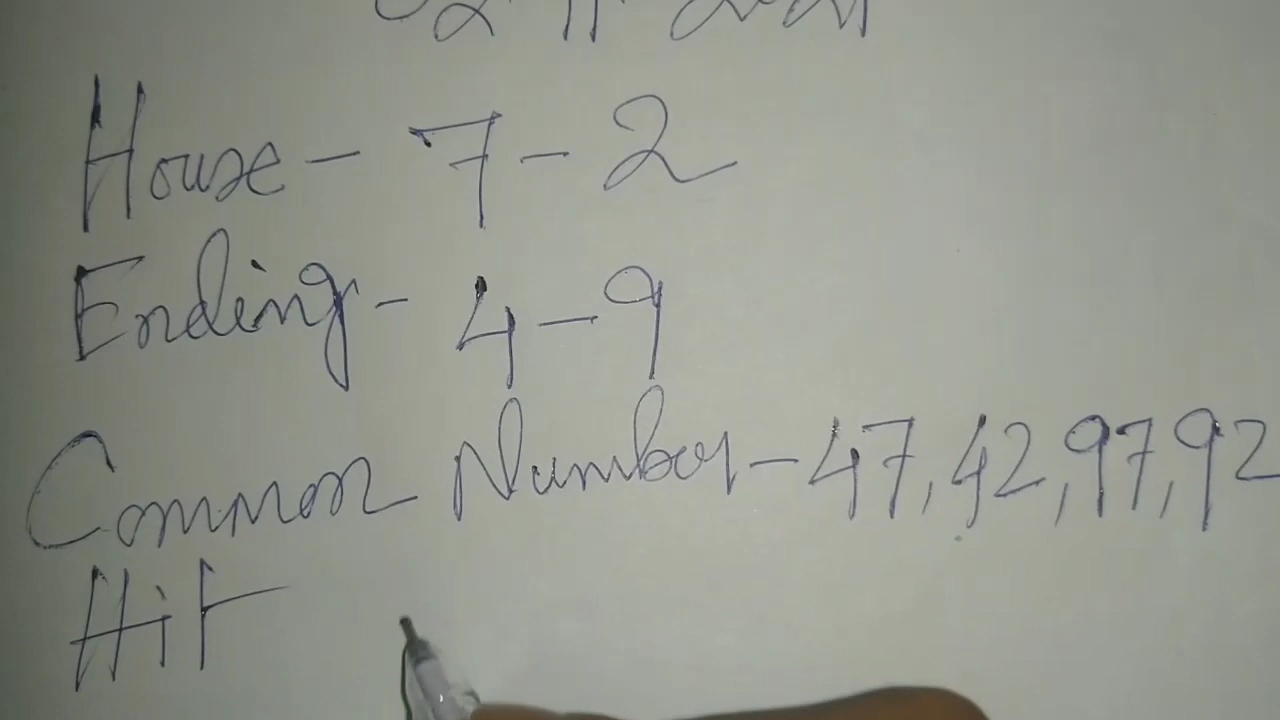 House - 7 - 2
Ending - 4 - 9
Common Number - 47, 42, 97, 92
Hit